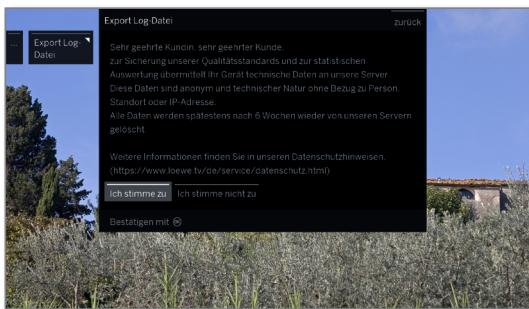 ...
Export Log-
Datei
Export Log-Datei
zurück
Sehr geehrte Kundin, sehr geehrter Kunde,
zur Sicherung unserer Qualitätsstandards und zur statistischen
Auswertung übermittelt Ihr Gerät technische Daten an unsere Server.
Diese Daten sind anonym und technischer Natur ohne Bezug zu Person,
Standort oder IP-Adresse.
Alle Daten werden spätestens nach 6 Wochen wieder von unseren Servern
gelöscht.
Weitere Informationen finden Sie in unseren Datenschutzhinweisen.
(https://www.loewe.tv/de/service/datenschutz.html)
Ich stimme zu Ich stimme nicht zu
Bestätigen mit OK